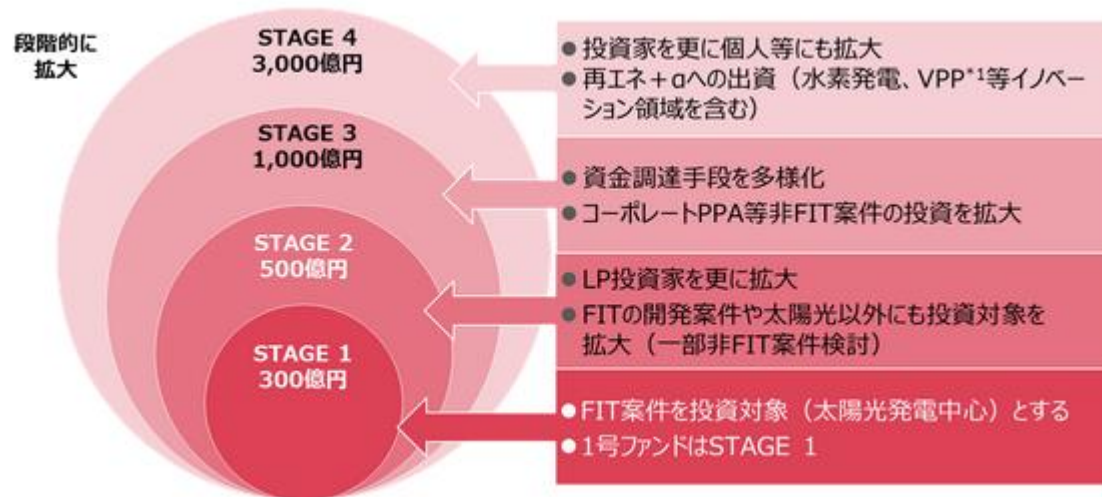 段階的に
拡大
STAGE 4
3,000億円
STAGE 3
1,000億円
STAGE 2
500億円
STAGE 1
300億円
● 投資家を更に個人等にも拡大
● 再エネ+αへの出資（水素発電、VPP*1等イノベー
ション領域を含む）
● 資金調達手段を多様化
● コーポレートPPA等非FIT案件の投資を拡大
● LP投資家を更に拡大
● FITの開発案件や太陽光以外にも投資対象を
拡大（一部非FIT案件検討）
● FIT案件を投資対象（太陽光発電中心）とする
● 1号ファンドはSTAGE 1